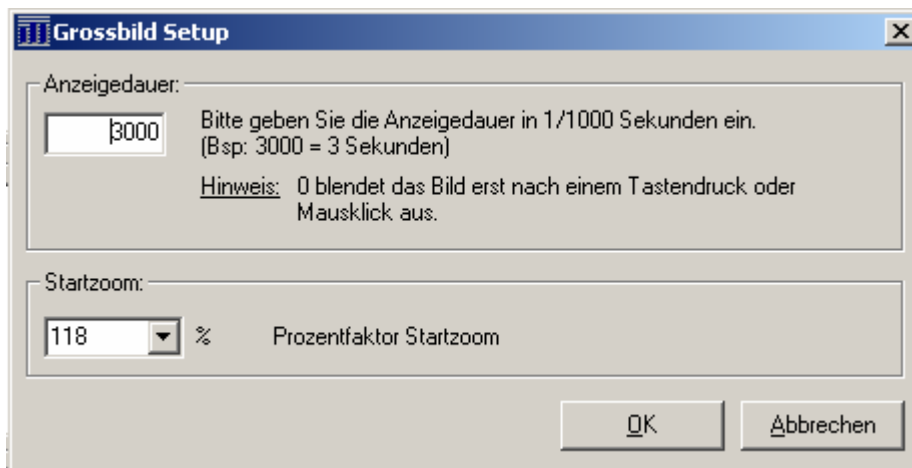 Grossbild Setup
Anzeigedauer:
3000
Bitte geben Sie die Anzeigedauer in 1/1000 Sekunden ein.
(Bsp: 3000 = 3 Sekunden)
Hinweis: 0 blendet das Bild erst nach einem Tastendruck oder
Mausklick aus.
Startzoom:
118 % Prozentfaktor Startzoom
OK Abbrechen